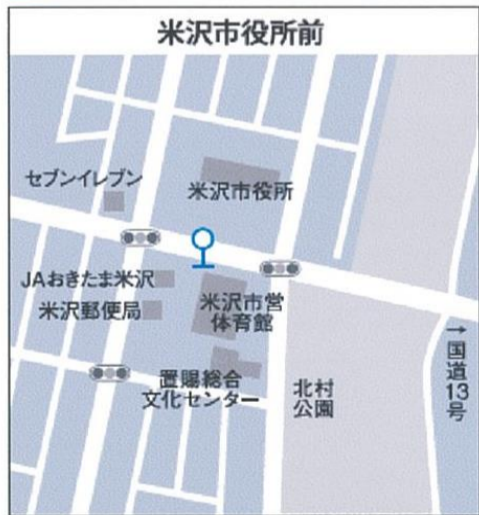 米沢市役所前
セブンイレブン
米沢市役所
JAおきたま米沢
米沢郵便局
米沢市営
体育館
置賜総合
文化センター
北村
公園
→国道13号